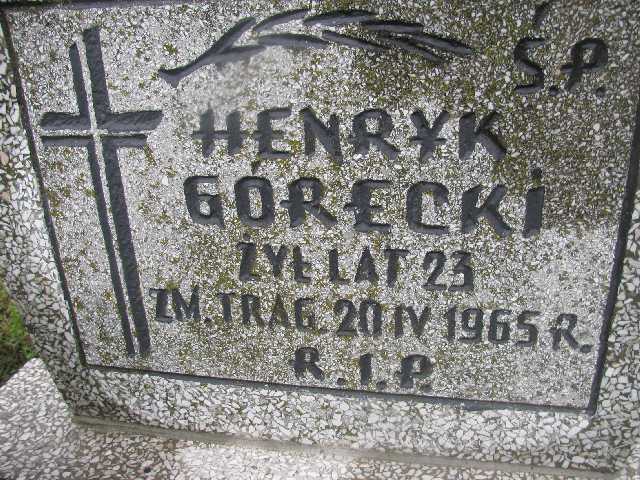 Ś.P.
HENRYK
GÓRECKI
ŻYŁ LAT 23
ZM. TRAG. 20 IV 1965 R.
R.I.P.